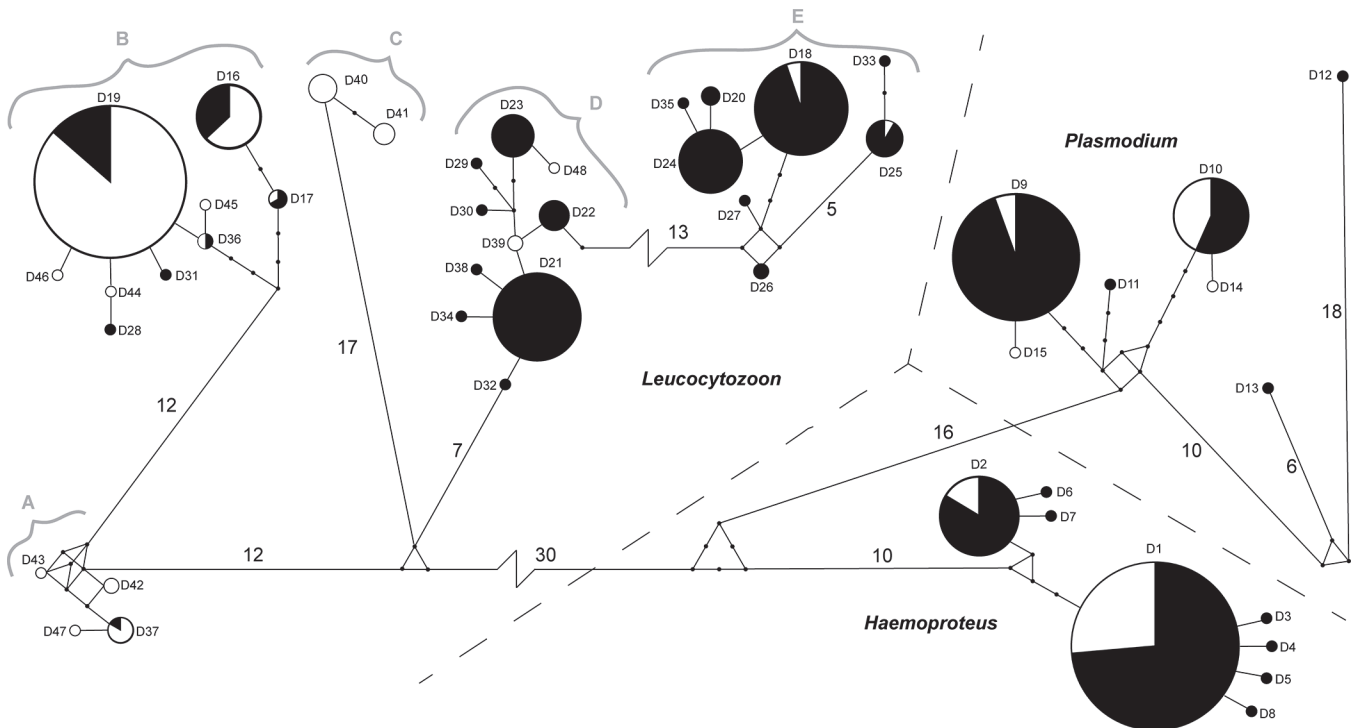 B
C
E
D
A
D19
D16
D17
D45
D36
D46
D44
D31
D28
D40
D41
D23
D29
D48
D30
D22
D39
D38
D21
D34
D32
D18
D33
D35
D20
D24
D25
D27
D26
13
5
12
17
7
Leucocytozoon
Plasmodium
D12
D9
D10
D11
D14
D15
D13
18
16
10
6
D43
D42
D47
D37
12
30
10
D2
D6
D7
D1
D3
D4
D5
D8
Haemoproteus